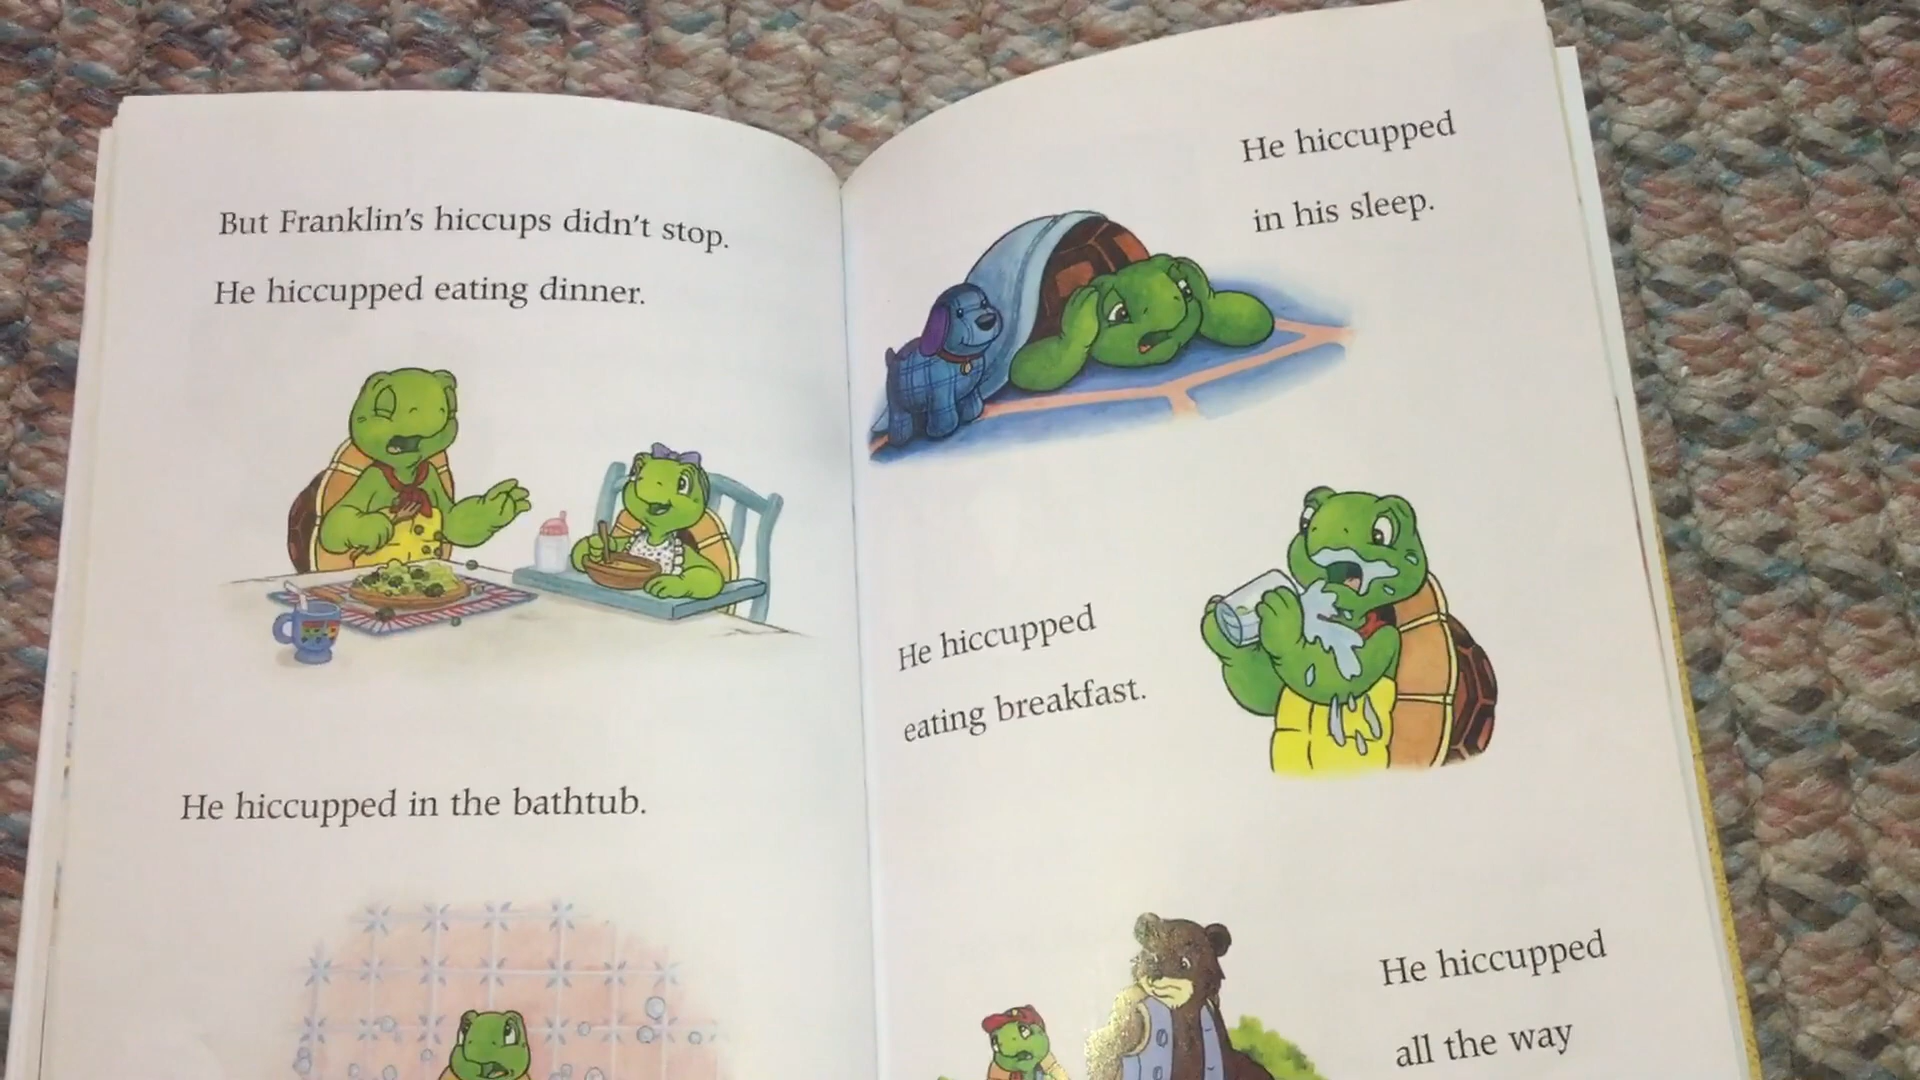 But Franklin's hiccups didn't stop.
He hiccupped eating dinner.
He hiccupped in the bathtub.
He hiccupped
in his sleep.
He hiccupped
eating breakfast.
He hiccupped
all the way